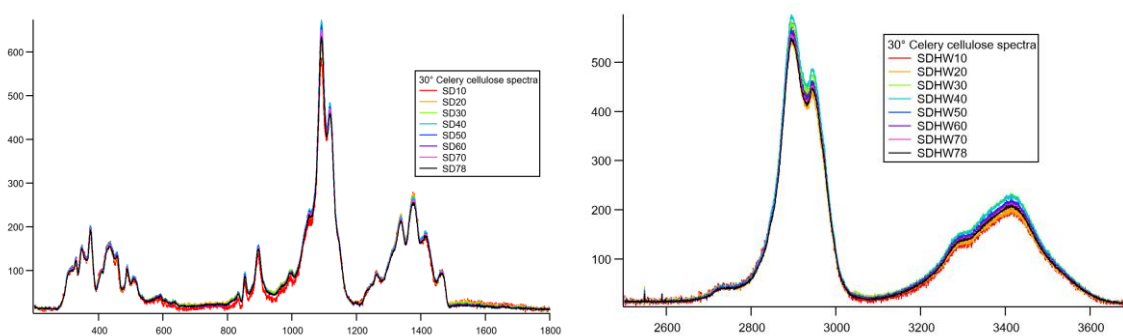 600
500
400
300
200
100
400
600
800
1000
1200
1400
1600
1800
30° Celery cellulose spectra
SD10
SD20
SD30
SD40
SD50
SD60
SD70
SD78
500
400
300
200
100
2600
2800
3000
3200
3400
3600
30° Celery cellulose spectra
SDHW10
SDHW20
SDHW30
SDHW40
SDHW50
SDHW60
SDHW70
SDHW78